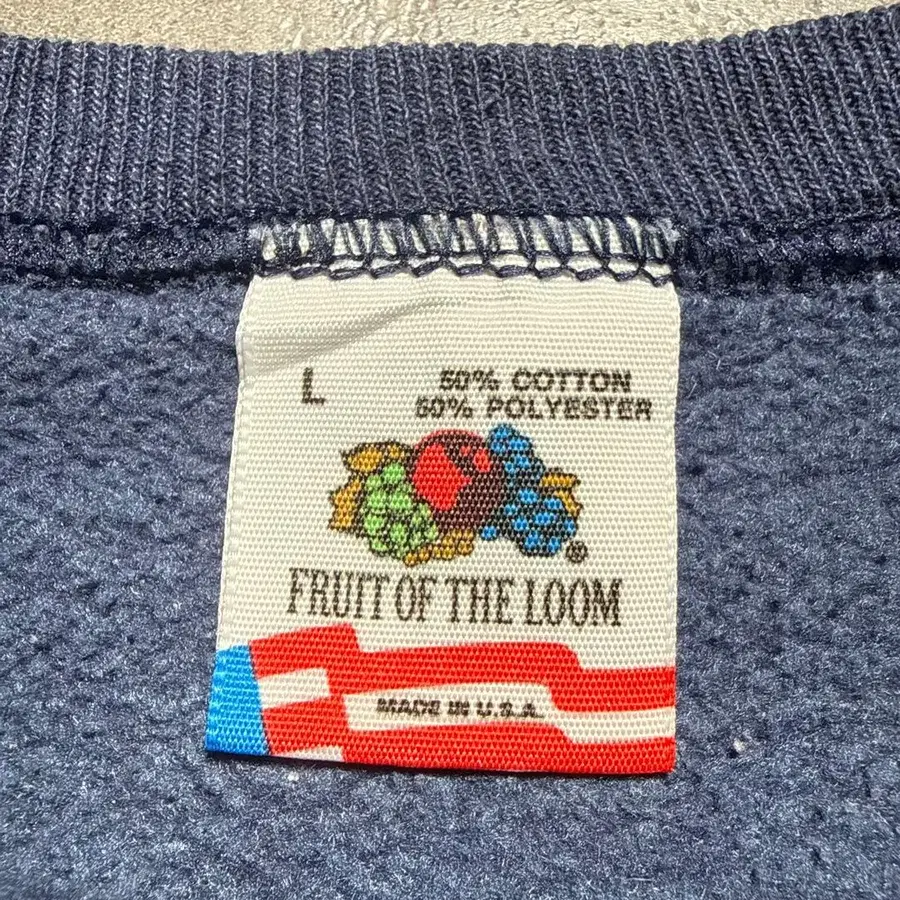 L
50% COTTON
50% POLYESTER
®
FRUIT OF THE LOOM
MADE IN U.S.A.